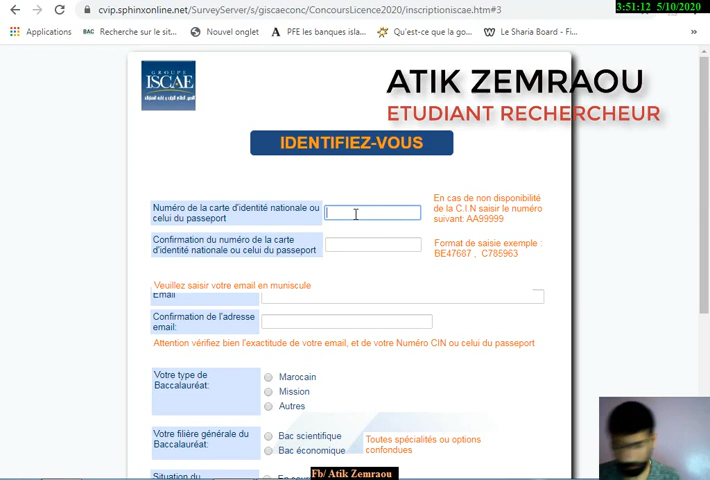 cvip.sphinxonline.net/SurveyServer/s/giscaeconc/ConcoursLicence2020/inscriptioniscae.htm#3
3:51:12 5/10/2020
Applications
BAC
Recherche sur le sit...
Nouvel onglet
PFE les banques isla...
Qu'est-ce que la go...
Le Sharia Board - Fi...
»
GROUPE
ISCAE
ATIK ZEMRAOU
ETUDIANT RECHERCHEUR
IDENTIFIEZ-VOUS
Numéro de la carte d'identité nationale ou
celui du passeport
En cas de non disponibilité
de la C.I.N saisir le numéro
suivant: AA99999
Confirmation du numéro de la carte
d'identité nationale ou celui du passeport
Format de saisie exemple :
BE47687 , C785963
Veuillez saisir votre email en muniscule
Email
Confirmation de l'adresse
email:
Attention vérifiez bien l'exactitude de votre email, et de votre Numéro CIN ou celui du passeport
Votre type de
Baccalauréat:
Marocain
Mission
Autres
Votre filière générale du
Baccalauréat:
Bac scientifique
Bac économique
Toutes spécialités ou options
confondues
Situation du
Fb/ Atik Zemraou